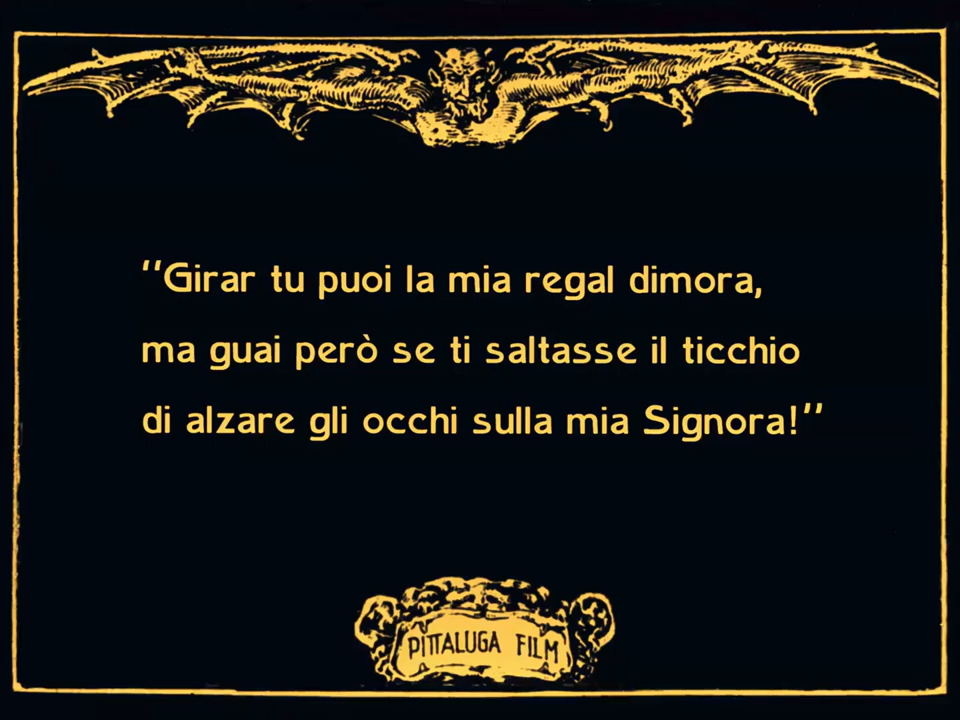 "Girar tu puoi la mia regal dimora,
ma guai però se ti saltasse il ticchio
di alzare gli occhi sulla mia Signora!"
PITTALUGA FILM